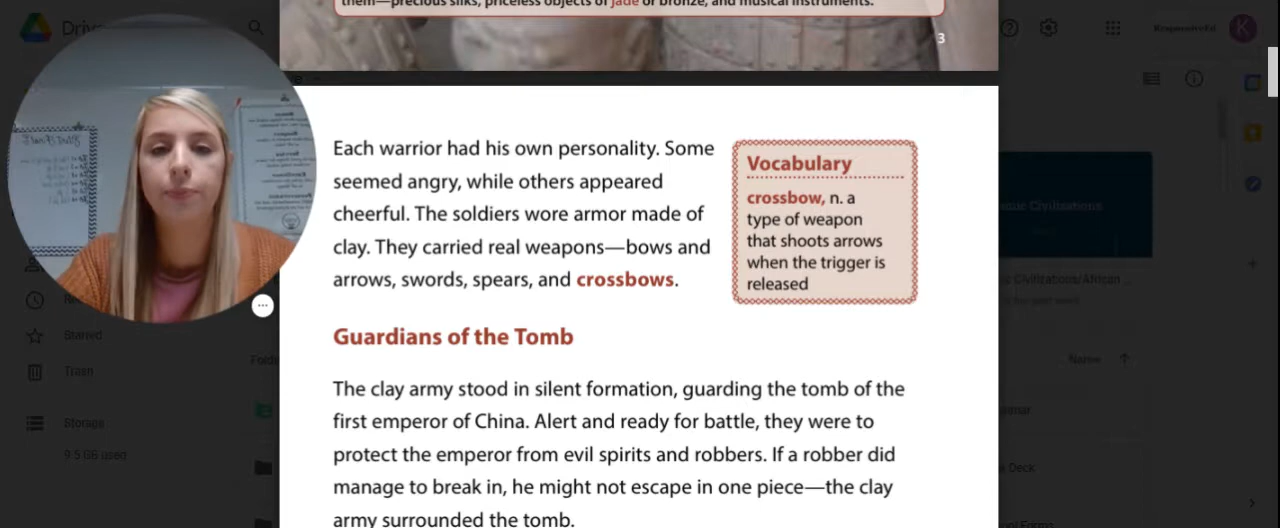 them—precious silks, priceless objects of jade or bronze, and musical instruments.
3
Each warrior had his own personality. Some
seemed angry, while others appeared
cheerful. The soldiers wore armor made of
clay. They carried real weapons—bows and
arrows, swords, spears, and crossbows.
Vocabulary
crossbow, n. a
type of weapon
that shoots arrows
when the trigger is
released
Guardians of the Tomb
The clay army stood in silent formation, guarding the tomb of the
first emperor of China. Alert and ready for battle, they were to
protect the emperor from evil spirits and robbers. If a robber did
manage to break in, he might not escape in one piece—the clay
army surrounded the tomb.
Starred
Trash
Storage
9.5 GB used
K
Name